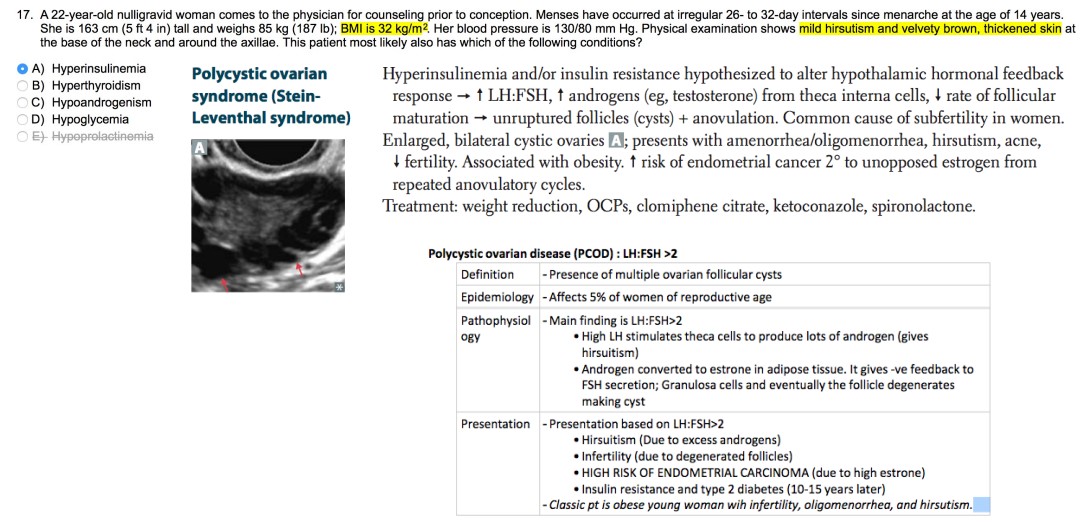 17. A 22-year-old nulligravid woman comes to the physician for counseling prior to conception. Menses have occurred at irregular 26- to 32-day intervals since menarche at the age of 14 years.
She is 163 cm (5 ft 4 in) tall and weighs 85 kg (187 lb); BMI is 32 kg/m². Her blood pressure is 130/80 mm Hg. Physical examination shows mild hirsutism and velvety brown, thickened skin at
the base of the neck and around the axillae. This patient most likely also has which of the following conditions?
A) Hyperinsulinemia
B) Hyperthyroidism
C) Hypoandrogenism
D) Hypoglycemia
E) Hypoprolactinemia
Polycystic ovarian
syndrome (Stein-
Leventhal syndrome)
A
*
Hyperinsulinemia and/or insulin resistance hypothesized to alter hypothalamic hormonal feedback
response → ↑ LH:FSH, ↑ androgens (eg, testosterone) from theca interna cells, ↓ rate of follicular
maturation → unruptured follicles (cysts) + anovulation. Common cause of subfertility in women.
Enlarged, bilateral cystic ovaries A; presents with amenorrhea/oligomenorrhea, hirsutism, acne,
↓ fertility. Associated with obesity. ↑ risk of endometrial cancer 2° to unopposed estrogen from
repeated anovulatory cycles.
Treatment: weight reduction, OCPs, clomiphene citrate, ketoconazole, spironolactone.
Polycystic ovarian disease (PCOD) : LH:FSH >2
Definition - Presence of multiple ovarian follicular cysts
Epidemiology - Affects 5% of women of reproductive age
Pathophysiol - Main finding is LH:FSH>2
ogy • High LH stimulates theca cells to produce lots of androgen (gives
hirsuitism)
• Androgen converted to estrone in adipose tissue. It gives -ve feedback to
FSH secretion; Granulosa cells and eventually the follicle degenerates
making cyst
Presentation - Presentation based on LH:FSH>2
• Hirsuitism (Due to excess androgens)
• Infertility (due to degenerated follicles)
• HIGH RISK OF ENDOMETRIAL CARCINOMA (due to high estrone)
• Insulin resistance and type 2 diabetes (10-15 years later)
- Classic pt is obese young woman wih infertility, oligomenorrhea, and hirsutism.